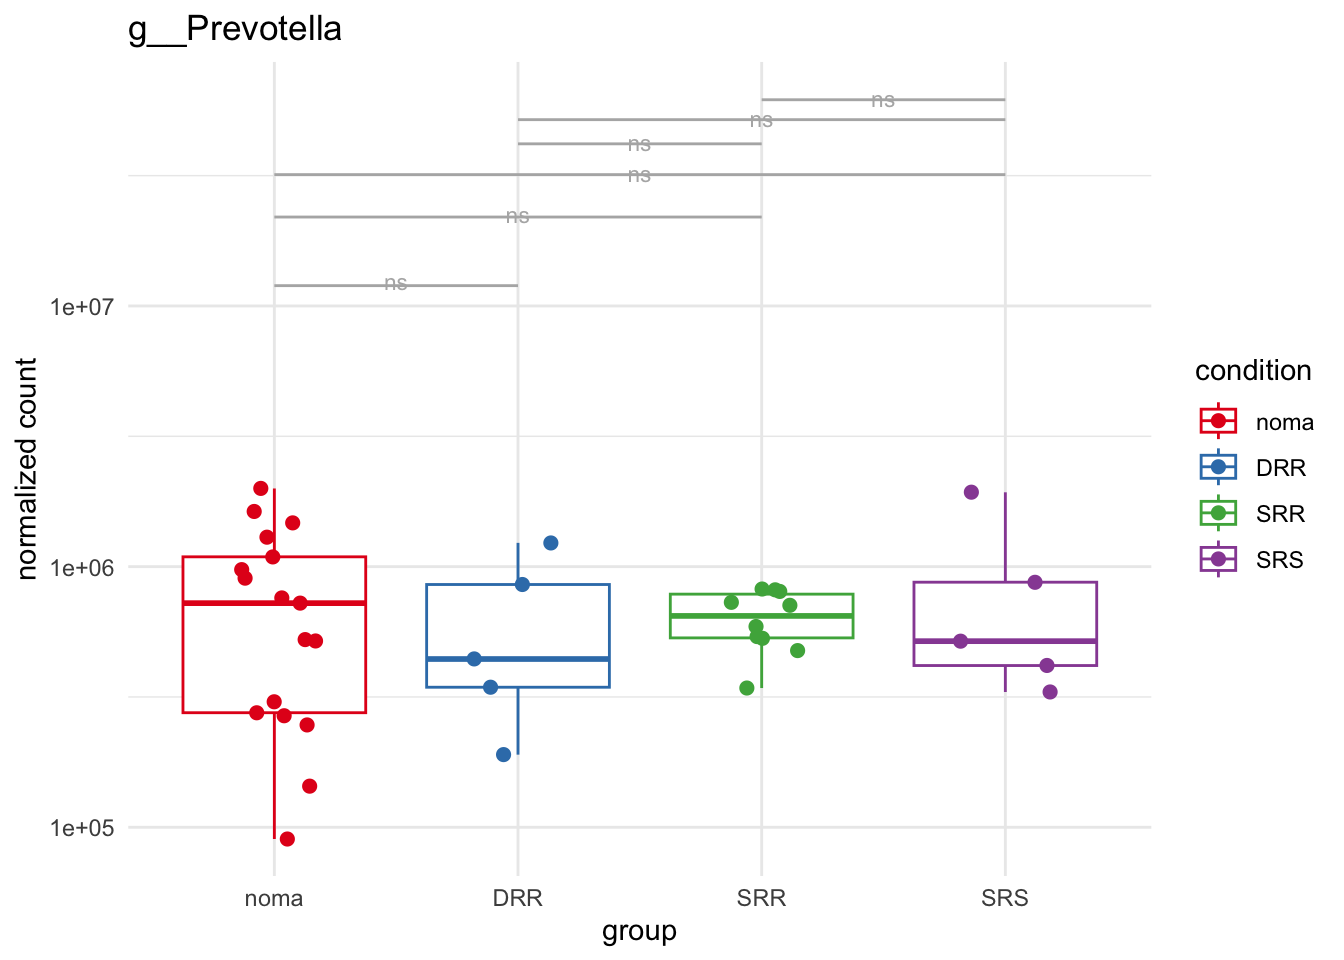 g__Prevotella
ns
ns
ns
ns
ns
ns
1e+07
1e+06
1e+05
normalized count
noma
DRR
SRR
SRS
group
condition
noma
DRR
SRR
SRS